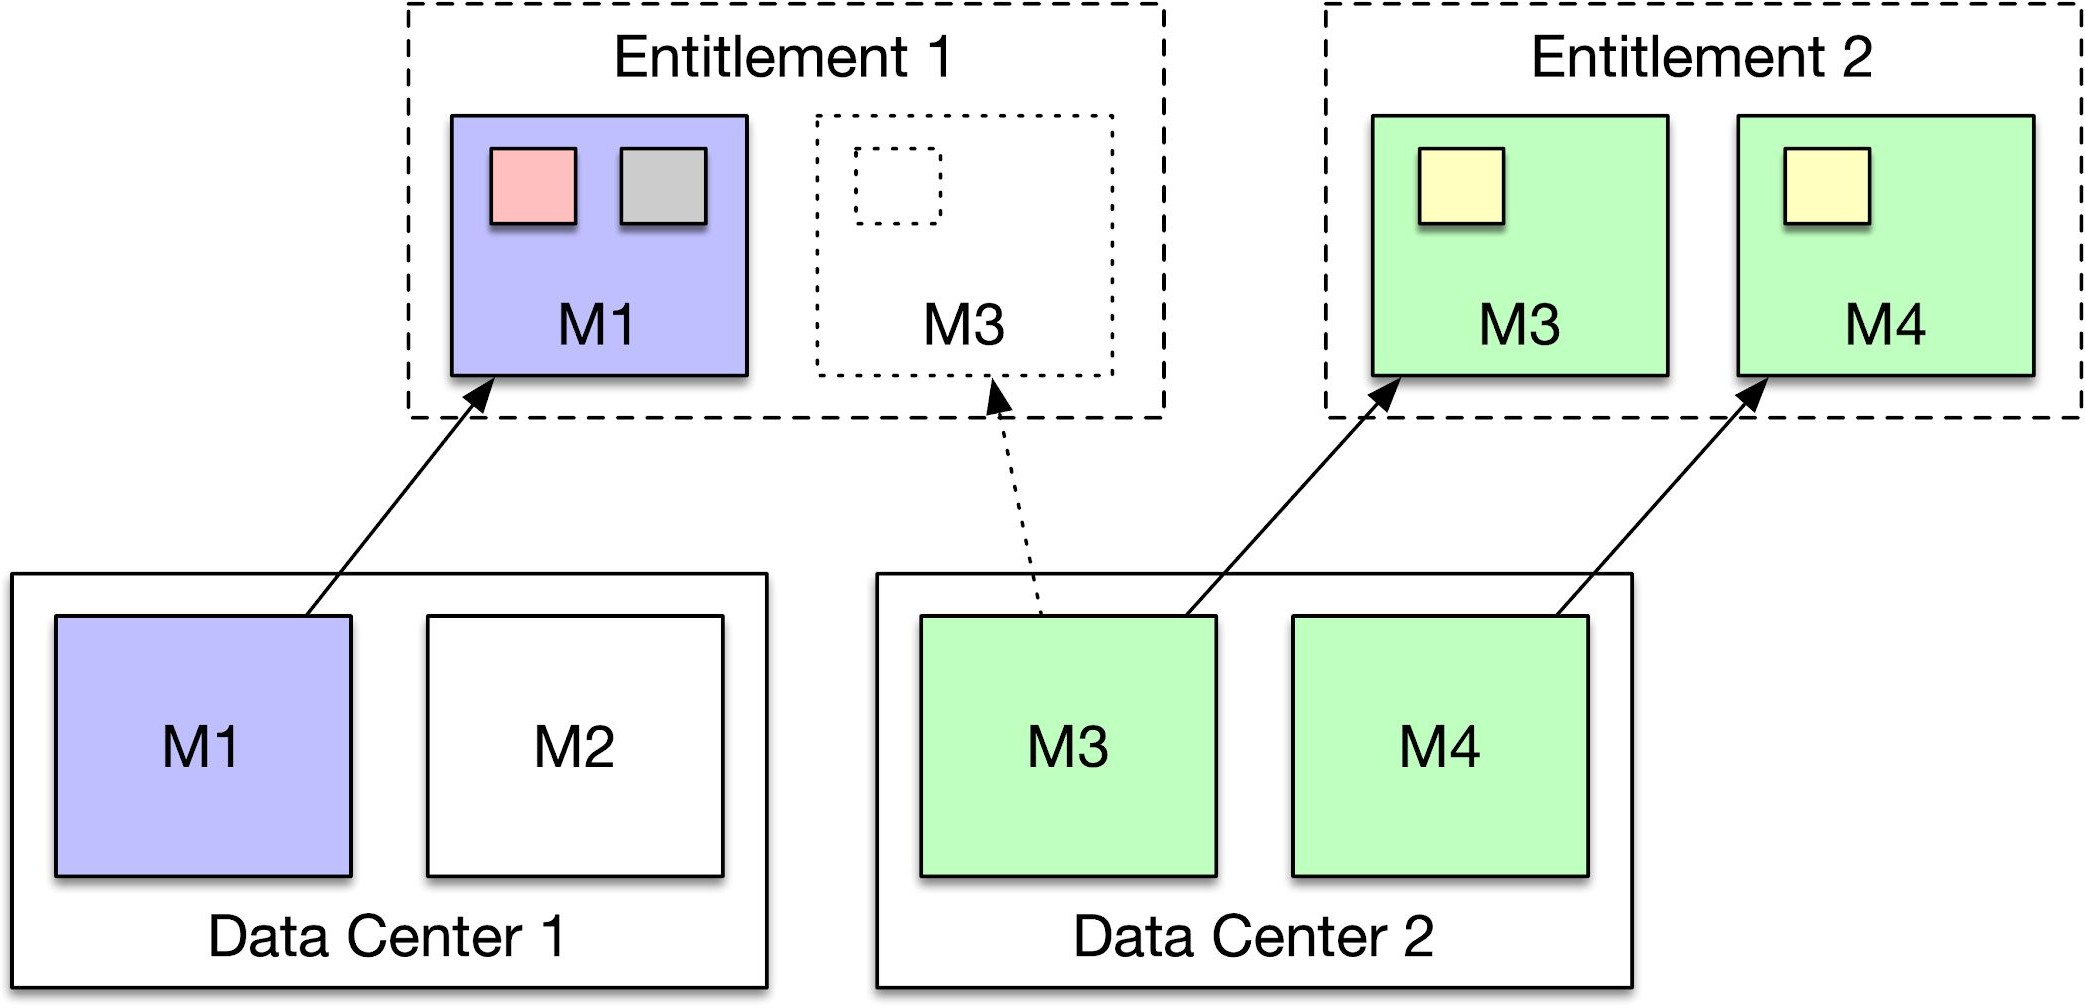 Entitlement 1
Entitlement 2
M1
M3
M3
M4
M1
M2
M3
M4
Data Center 1
Data Center 2